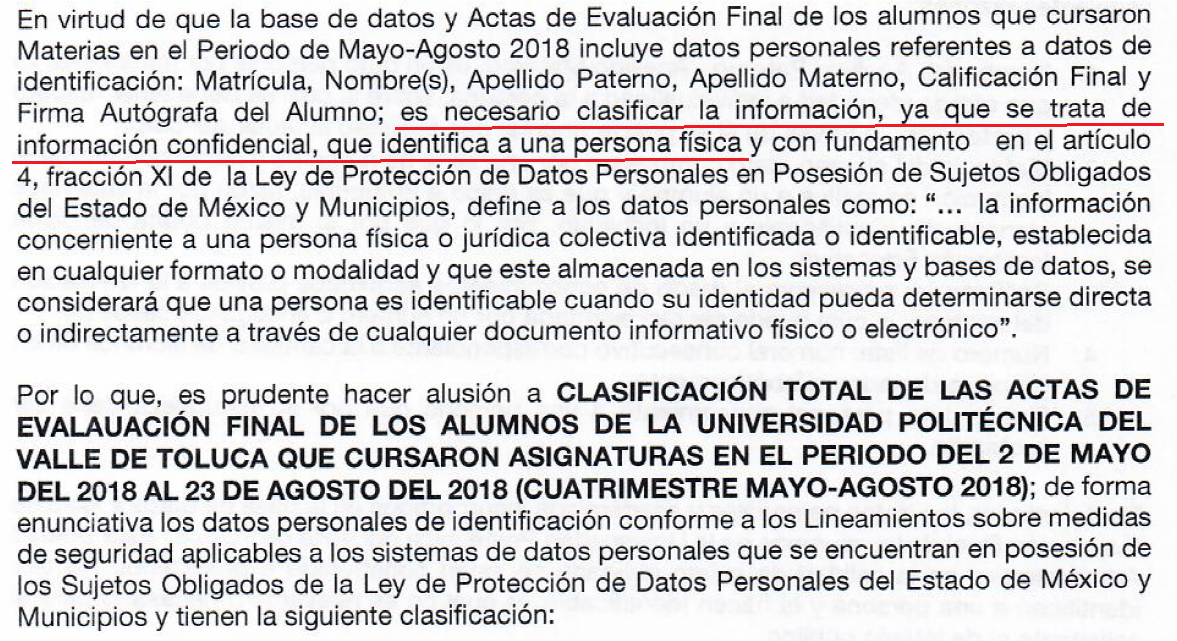 En virtud de que la base de datos y Actas de Evaluación Final de los alumnos que cursaron
Materias en el Periodo de Mayo-Agosto 2018 incluye datos personales referentes a datos de
identificación: Matrícula, Nombre(s), Apellido Paterno, Apellido Materno, Calificación Final y
Firma Autógrafa del Alumno; es necesario clasificar la información, ya que se trata de
información confidencial, que identifica a una persona física y con fundamento en el artículo
4, fracción XI de la Ley de Protección de Datos Personales en Posesión de Sujetos Obligados
del Estado de México y Municipios, define a los datos personales como: “... la información
concerniente a una persona física o jurídica colectiva identificada o identificable, establecida
en cualquier formato o modalidad y que este almacenada en los sistemas y bases de datos, se
considerará que una persona es identificable cuando su identidad pueda determinarse directa
o indirectamente a través de cualquier documento informativo físico o electrónico”.
Por lo que, es prudente hacer alusión a CLASIFICACIÓN TOTAL DE LAS ACTAS DE
EVALAUACIÓN FINAL DE LOS ALUMNOS DE LA UNIVERSIDAD POLITÉCNICA DEL
VALLE DE TOLUCA QUE CURSARON ASIGNATURAS EN EL PERIODO DEL 2 DE MAYO
DEL 2018 AL 23 DE AGOSTO DEL 2018 (CUATRIMESTRE MAYO-AGOSTO 2018); de forma
enunciativa los datos personales de identificación conforme a los Lineamientos sobre medidas
de seguridad aplicables a los sistemas de datos personales que se encuentran en posesión de
los Sujetos Obligados de la Ley de Protección de Datos Personales del Estado de México y
Municipios y tienen la siguiente clasificación: